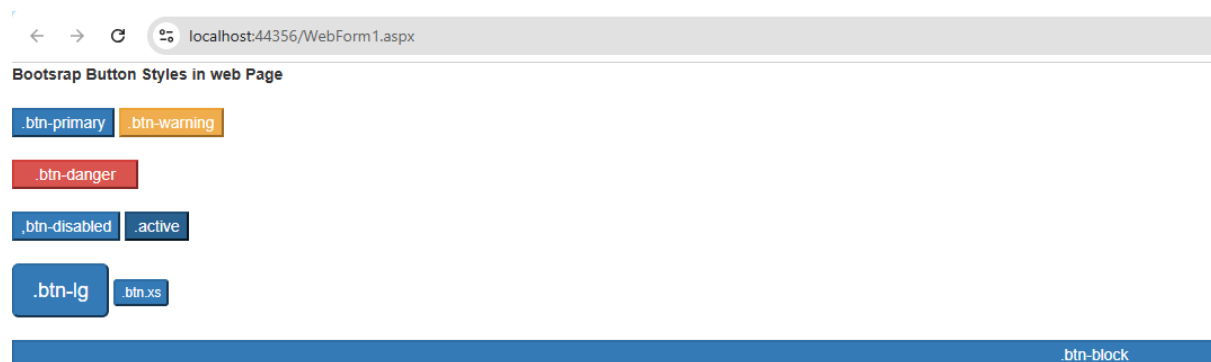 localhost:44356/WebForm1.aspx
Bootsrap Button Styles in web Page
.btn-primary .btn-warning
.btn-danger
,btn-disabled .active
.btn-lg .btn.xs
.btn-block